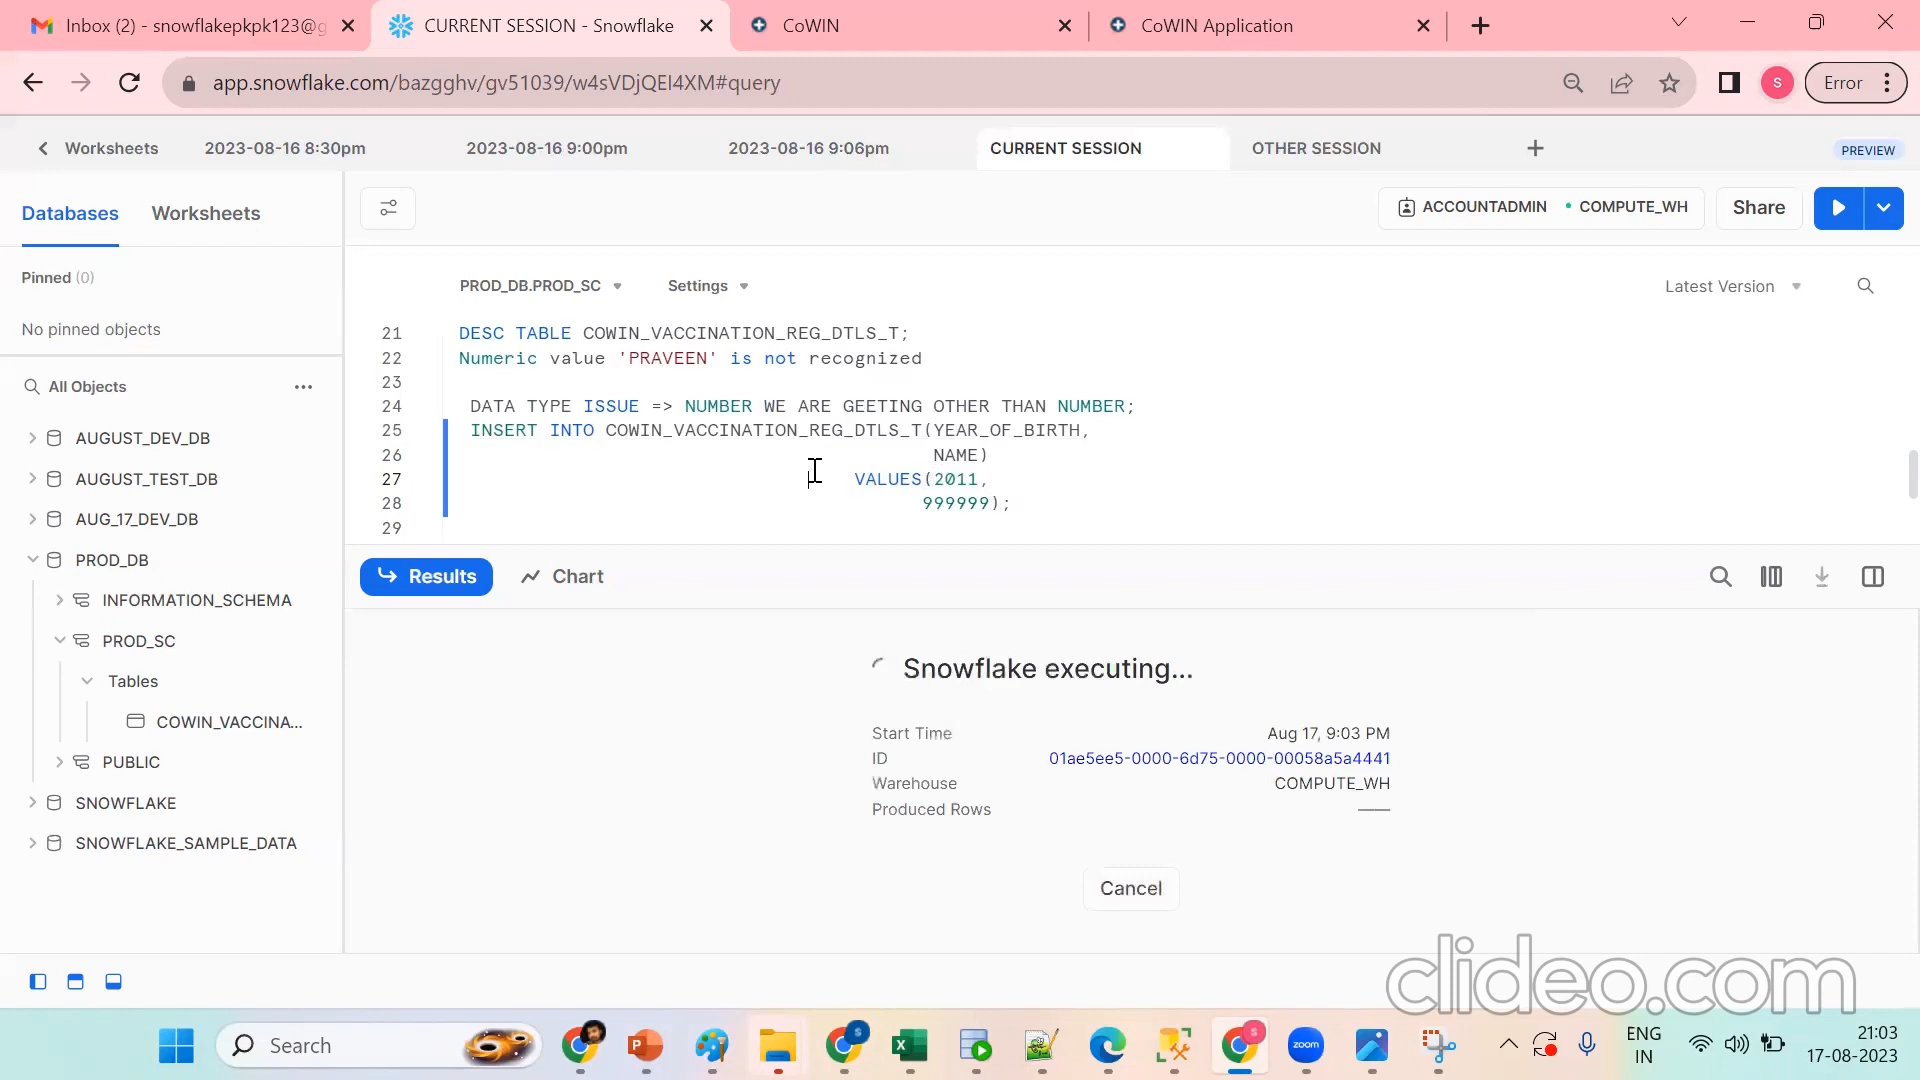 Inbox (2) - snowflakepkpk123@g
CURRENT SESSION - Snowflake
CoWIN
CoWIN Application
app.snowflake.com/bazgghv/gv51039/w4sVDjQEI4XM#query
S
Error
Worksheets
2023-08-16 8:30pm
2023-08-16 9:00pm
2023-08-16 9:06pm
CURRENT SESSION
OTHER SESSION
PREVIEW
Databases
Worksheets
ACCOUNTADMIN
COMPUTE_WH
Share
Pinned (0)
No pinned objects
PROD_DB.PROD_SC
Settings
Latest Version
All Objects
AUGUST_DEV_DB
AUGUST_TEST_DB
AUG_17_DEV_DB
PROD_DB
INFORMATION_SCHEMA
PROD_SC
Tables
COWIN_VACCINA...
PUBLIC
SNOWFLAKE
SNOWFLAKE_SAMPLE_DATA
21 DESC TABLE COWIN_VACCINATION_REG_DTLS_T;
22 Numeric value 'PRAVEEN' is not recognized
23
24 DATA TYPE ISSUE => NUMBER WE ARE GEETING OTHER THAN NUMBER;
25 INSERT INTO COWIN_VACCINATION_REG_DTLS_T(YEAR_OF_BIRTH,
26 NAME)
27 VALUES(2011,
28 999999);
29
Results
Chart
Snowflake executing...
Start Time Aug 17, 9:03 PM
ID 01ae5ee5-0000-6d75-0000-00058a5a4441
Warehouse COMPUTE_WH
Produced Rows
Cancel
clideo.com
Search
zoom
ENG
IN
21:03
17-08-2023